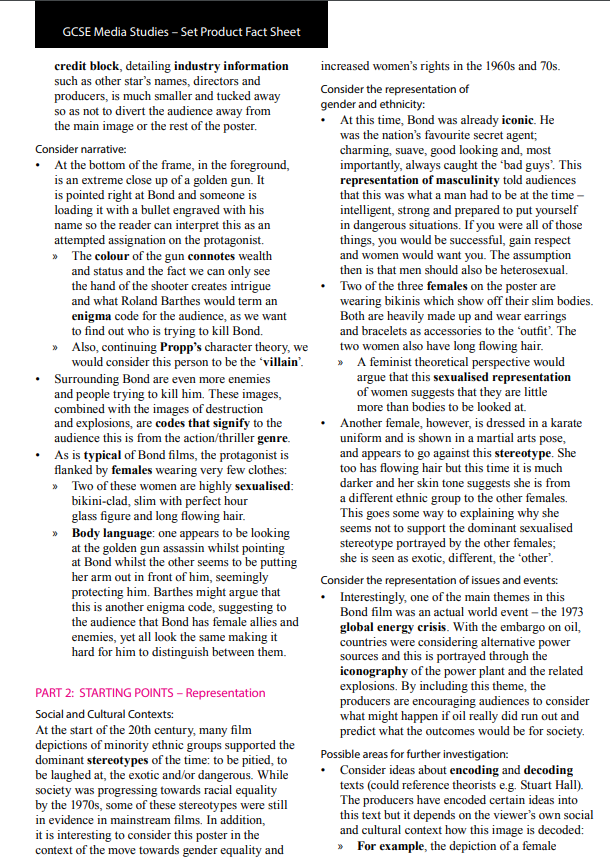 GCSE Media Studies – Set Product Fact Sheet
credit block, detailing industry information
such as other star's names, directors and
producers, is much smaller and tucked away
so as not to divert the audience away from
the main image or the rest of the poster.
Consider narrative:
• At the bottom of the frame, in the foreground,
is an extreme close up of a golden gun. It
is pointed right at Bond and someone is
loading it with a bullet engraved with his
name so the reader can interpret this as an
attempted assignation on the protagonist.
» The colour of the gun connotes wealth
and status and the fact we can only see
the hand of the shooter creates intrigue
and what Roland Barthes would term an
enigma code for the audience, as we want
to find out who is trying to kill Bond.
» Also, continuing Propp's character theory, we
would consider this person to be the 'villain'.
• Surrounding Bond are even more enemies
and people trying to kill him. These images,
combined with the images of destruction
and explosions, are codes that signify to the
audience this is from the action/thriller genre.
• As is typical of Bond films, the protagonist is
flanked by females wearing very few clothes:
» Two of these women are highly sexualised:
bikini-clad, slim with perfect hour
glass figure and long flowing hair.
» Body language: one appears to be looking
at the golden gun assassin whilst pointing
at Bond whilst the other seems to be putting
her arm out in front of him, seemingly
protecting him. Barthes might argue that
this is another enigma code, suggesting to
the audience that Bond has female allies and
enemies, yet all look the same making it
hard for him to distinguish between them.
PART 2: STARTING POINTS – Representation
Social and Cultural Contexts:
At the start of the 20th century, many film
depictions of minority ethnic groups supported the
dominant stereotypes of the time: to be pitied, to
be laughed at, the exotic and/or dangerous. While
society was progressing towards racial equality
by the 1970s, some of these stereotypes were still
in evidence in mainstream films. In addition,
it is interesting to consider this poster in the
context of the move towards gender equality and
increased women's rights in the 1960s and 70s.
Consider the representation of
gender and ethnicity:
• At this time, Bond was already iconic. He
was the nation's favourite secret agent;
charming, suave, good looking and, most
importantly, always caught the 'bad guys'. This
representation of masculinity told audiences
that this was what a man had to be at the time –
intelligent, strong and prepared to put yourself
in dangerous situations. If you were all of those
things, you would be successful, gain respect
and women would want you. The assumption
then is that men should also be heterosexual.
• Two of the three females on the poster are
wearing bikinis which show off their slim bodies.
Both are heavily made up and wear earrings
and bracelets as accessories to the 'outfit'. The
two women also have long flowing hair.
» A feminist theoretical perspective would
argue that this sexualised representation
of women suggests that they are little
more than bodies to be looked at.
• Another female, however, is dressed in a karate
uniform and is shown in a martial arts pose,
and appears to go against this stereotype. She
too has flowing hair but this time it is much
darker and her skin tone suggests she is from
a different ethnic group to the other females.
This goes some way to explaining why she
seems not to support the dominant sexualised
stereotype portrayed by the other females;
she is seen as exotic, different, the 'other'.
Consider the representation of issues and events:
• Interestingly, one of the main themes in this
Bond film was an actual world event – the 1973
global energy crisis. With the embargo on oil,
countries were considering alternative power
sources and this is portrayed through the
iconography of the power plant and the related
explosions. By including this theme, the
producers are encouraging audiences to consider
what might happen if oil really did run out and
predict what the outcomes would be for society.
Possible areas for further investigation:
• Consider ideas about encoding and decoding
texts (could reference theorists e.g. Stuart Hall).
The producers have encoded certain ideas into
this text but it depends on the viewer's own social
and cultural context how this image is decoded:
» For example, the depiction of a female